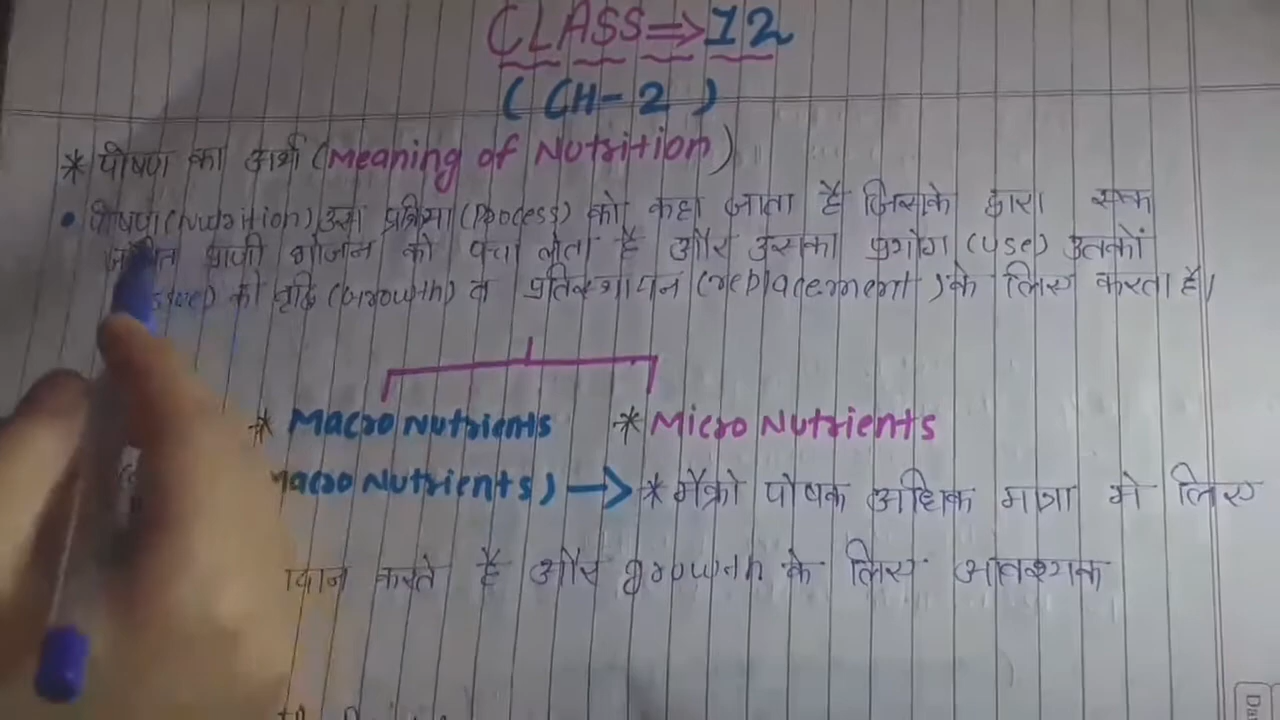 CLASS ⇒ 12
(CH-2)
* पोषण का अर्थ (Meaning of Nutrition)
• पोषण (Nutrition) उस प्रक्रिया (Process) को कहा जाता है जिसके द्वारा एक
जीवित प्राणी भोजन को पचा लेता है और उसका प्रयोग (use) उतकों
को वृद्धि (Growth) व प्रतिस्थापन (replacement) के लिए करता है।
* Macro Nutrients * Micro Nutrients
Macro Nutrients) → * मैक्रो पोषक अधिक मात्रा मे लिए
करते है और growth के लिए आवश्यक